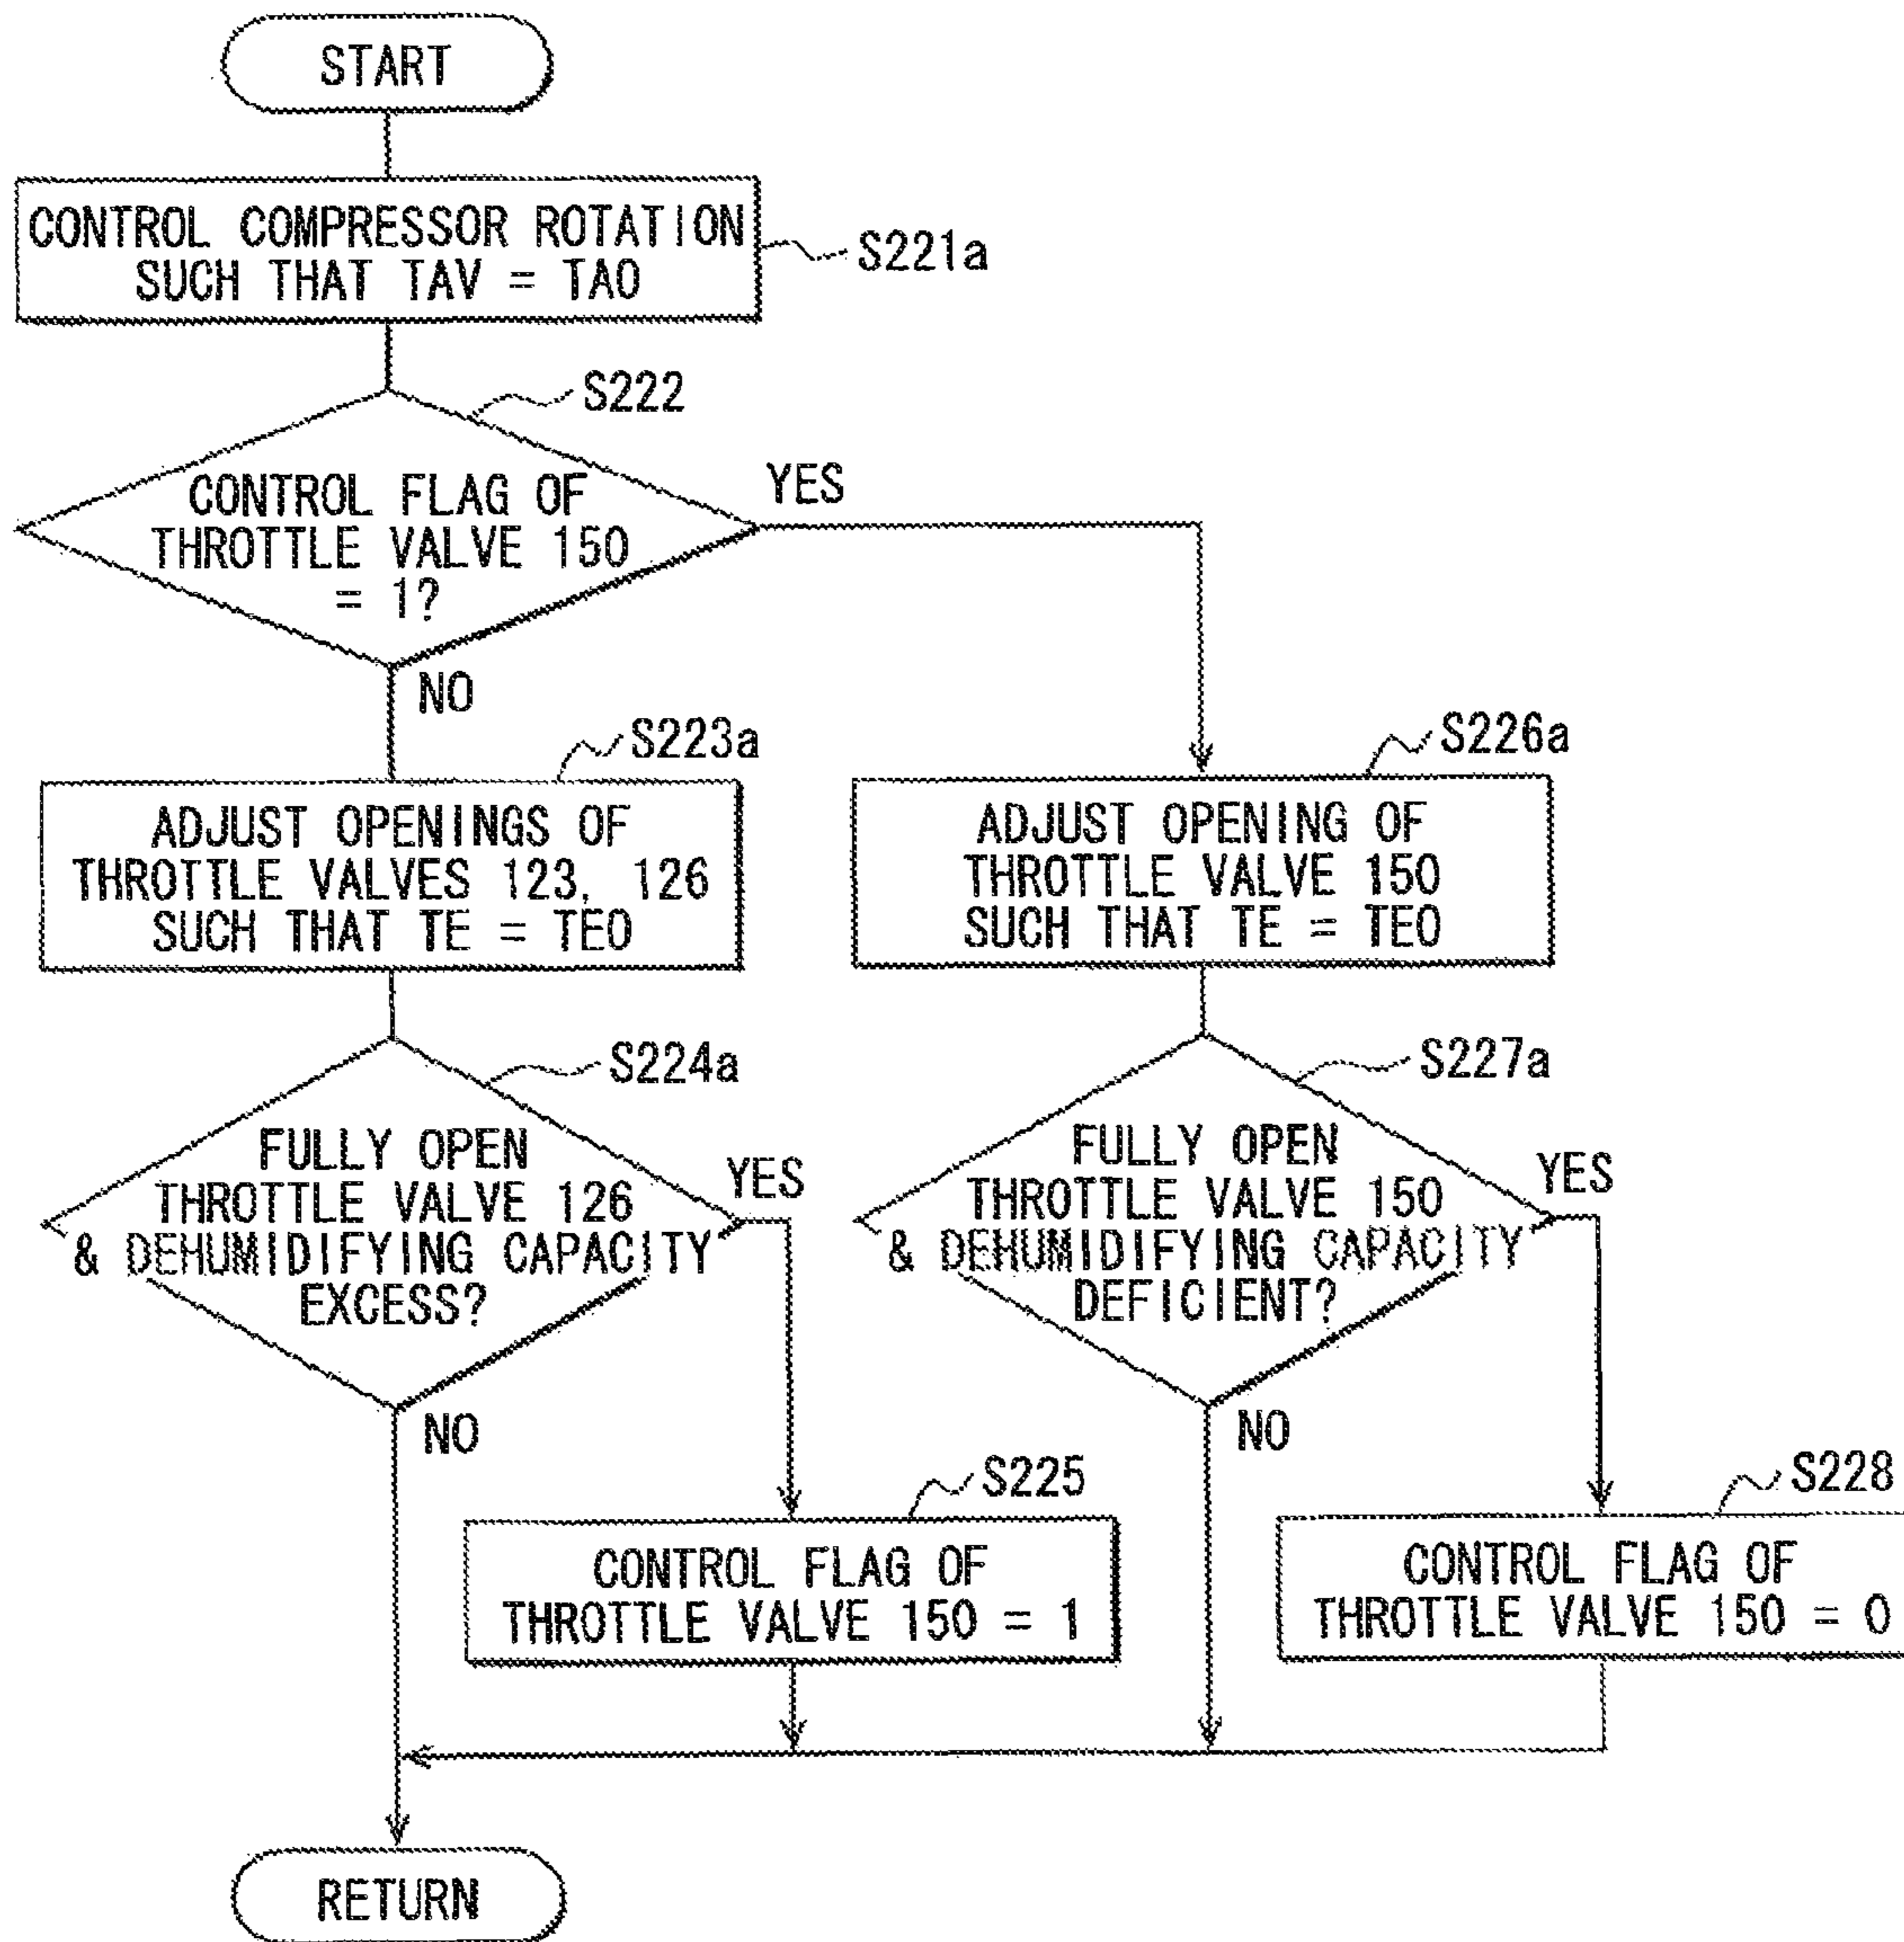 START
CONTROL COMPRESSOR ROTATION
SUCH THAT TAV = TAO
S221a
S222
CONTROL FLAG OF
THROTTLE VALVE 150
= 1?
YES
NO
S223a
ADJUST OPENINGS OF
THROTTLE VALVES 123, 126
SUCH THAT TE = TEO
S226a
ADJUST OPENING OF
THROTTLE VALVE 150
SUCH THAT TE = TEO
S224a
FULLY OPEN
THROTTLE VALVE 126
& DEHUMIDIFYING CAPACITY
EXCESS?
YES
NO
S227a
FULLY OPEN
THROTTLE VALVE 150
& DEHUMIDIFYING CAPACITY
DEFICIENT?
YES
NO
S225
CONTROL FLAG OF
THROTTLE VALVE 150 = 1
S228
CONTROL FLAG OF
THROTTLE VALVE 150 = 0
RETURN